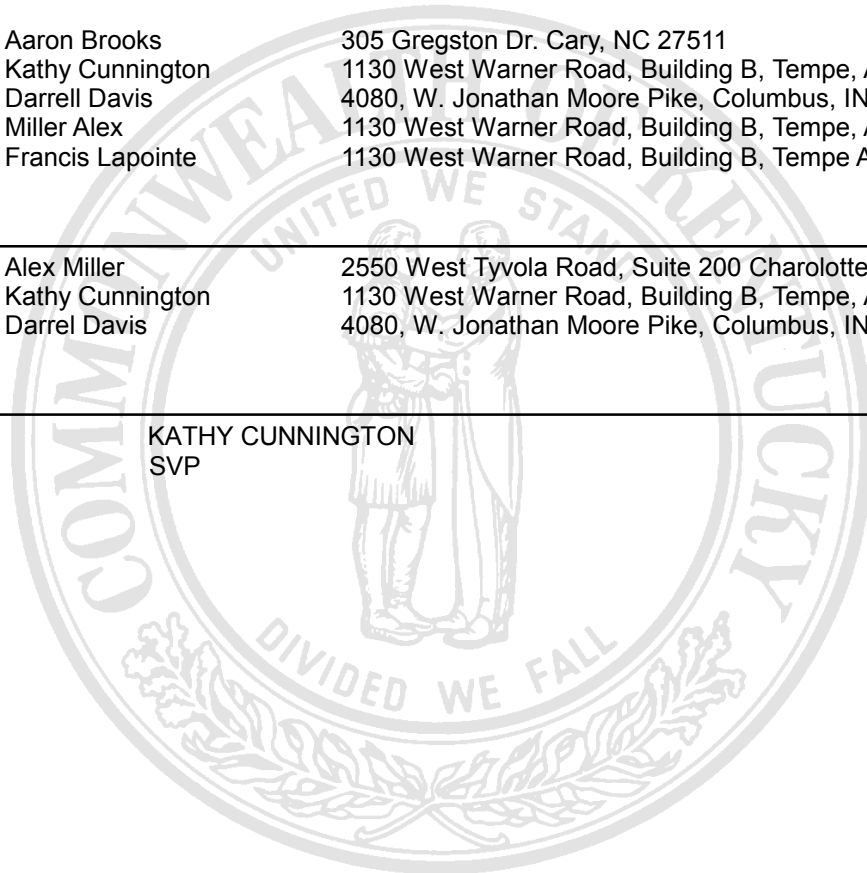 Aaron Brooks 305 Gregston Dr. Cary, NC 27511
Kathy Cunnington 1130 West Warner Road, Building B, Tempe,
Darrell Davis 4080, W. Jonathan Moore Pike, Columbus, IN
Miller Alex 1130 West Warner Road, Building B, Tempe,
Francis Lapointe 1130 West Warner Road, Building B, Tempe
Alex Miller 2550 West Tyvola Road, Suite 200 Charolotte
Kathy Cunnington 1130 West Warner Road, Building B, Tempe,
Darrel Davis 4080, W. Jonathan Moore Pike, Columbus, IN
KATHY CUNNINGTON
SVP
COMMONWEALTH OF KENTUCKY
UNITED WE STAND
DIVIDED WE FALL